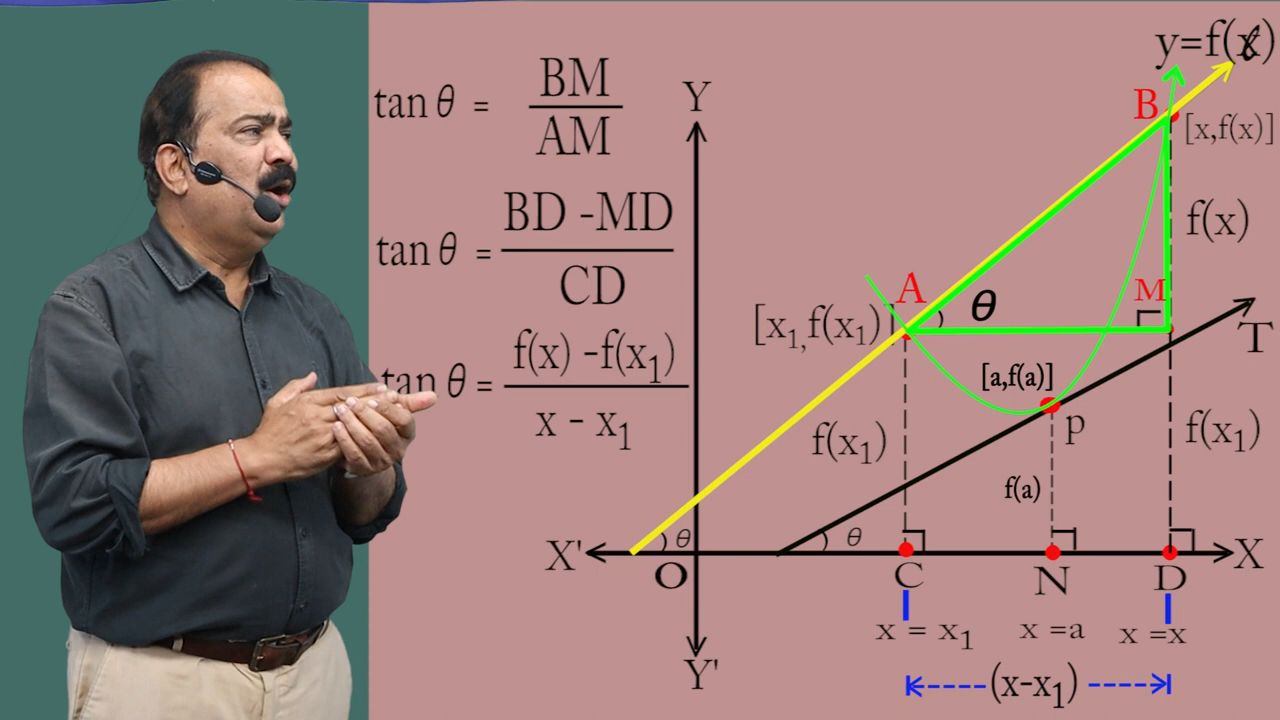 tan θ = BM
AM
tan θ = BD -MD
CD
tan θ = f(x) -f(x₁)
x - x₁
Y
y=f(x)
B
[x,f(x)]
f(x)
A
θ
M
[x₁,f(x₁)]
T
[a,f(a)]
p
f(x₁)
f(x₁)
f(a)
X'
θ
θ
X
O
C
N
D
x = x₁
x =a
x =x
Y'
(x-x₁)